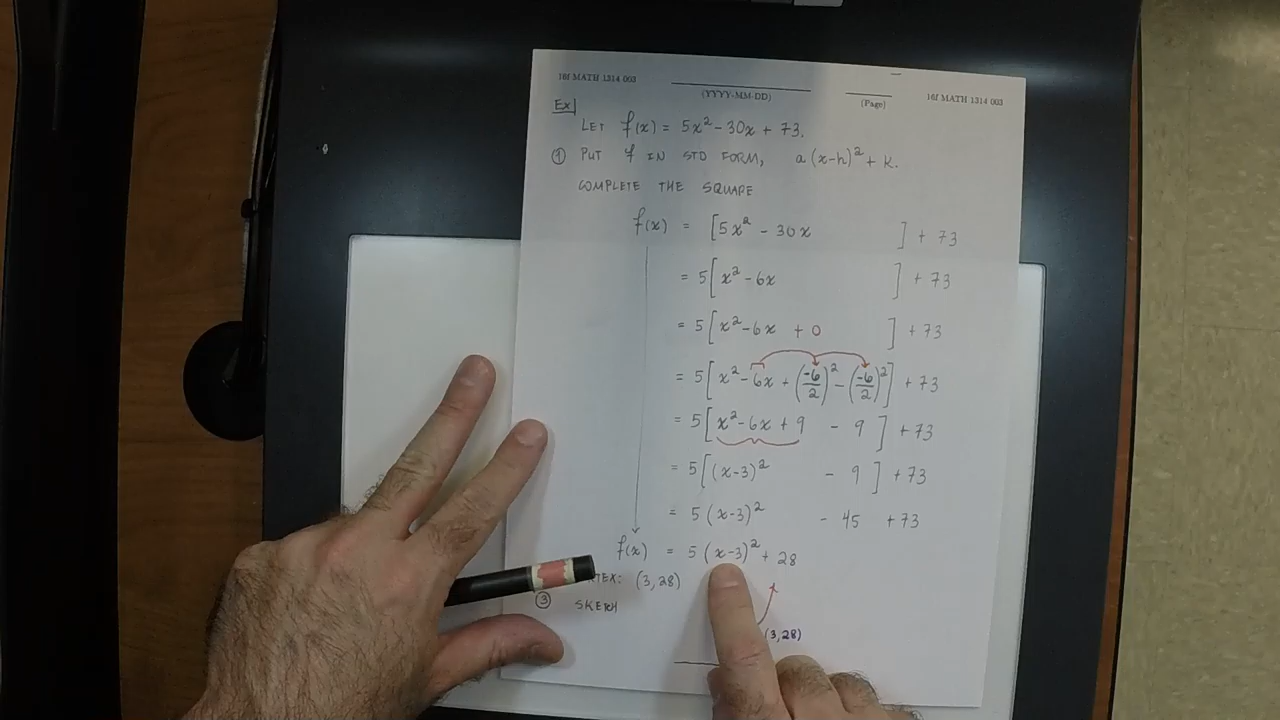 16f MATH 1314 003
(YYYY-MM-DD)
(Page)
16f MATH 1314 003
Ex
LET f(x) = 5x² - 30x + 73.
① PUT f IN STD FORM, a(x-h)² + k.
COMPLETE THE SQUARE
f(x) = [5x² - 30x ] + 73
= 5[x² - 6x ] + 73
= 5[x² - 6x + 0 ] + 73
= 5[x² - 6x + (-6/2)² - (-6/2)²] + 73
= 5[x² - 6x + 9 - 9] + 73
= 5[(x-3)² - 9] + 73
= 5(x-3)² - 45 + 73
f(x) = 5(x-3)² + 28
TEX: (3,28)
③ SKETCH
(3,28)